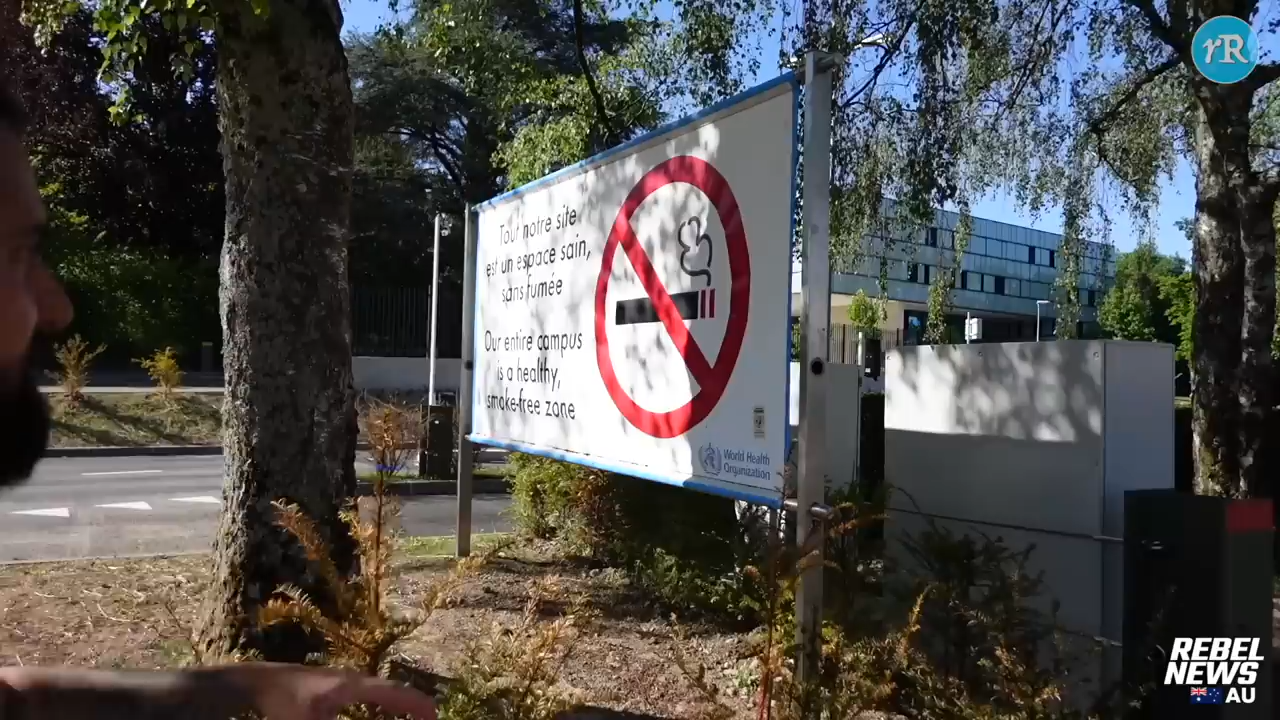 rR
Tout notre site
est un espace sain,
sans fumée
Our entire campus
is a healthy,
smoke-free zone
World Health
Organization
REBEL
NEWS
AU